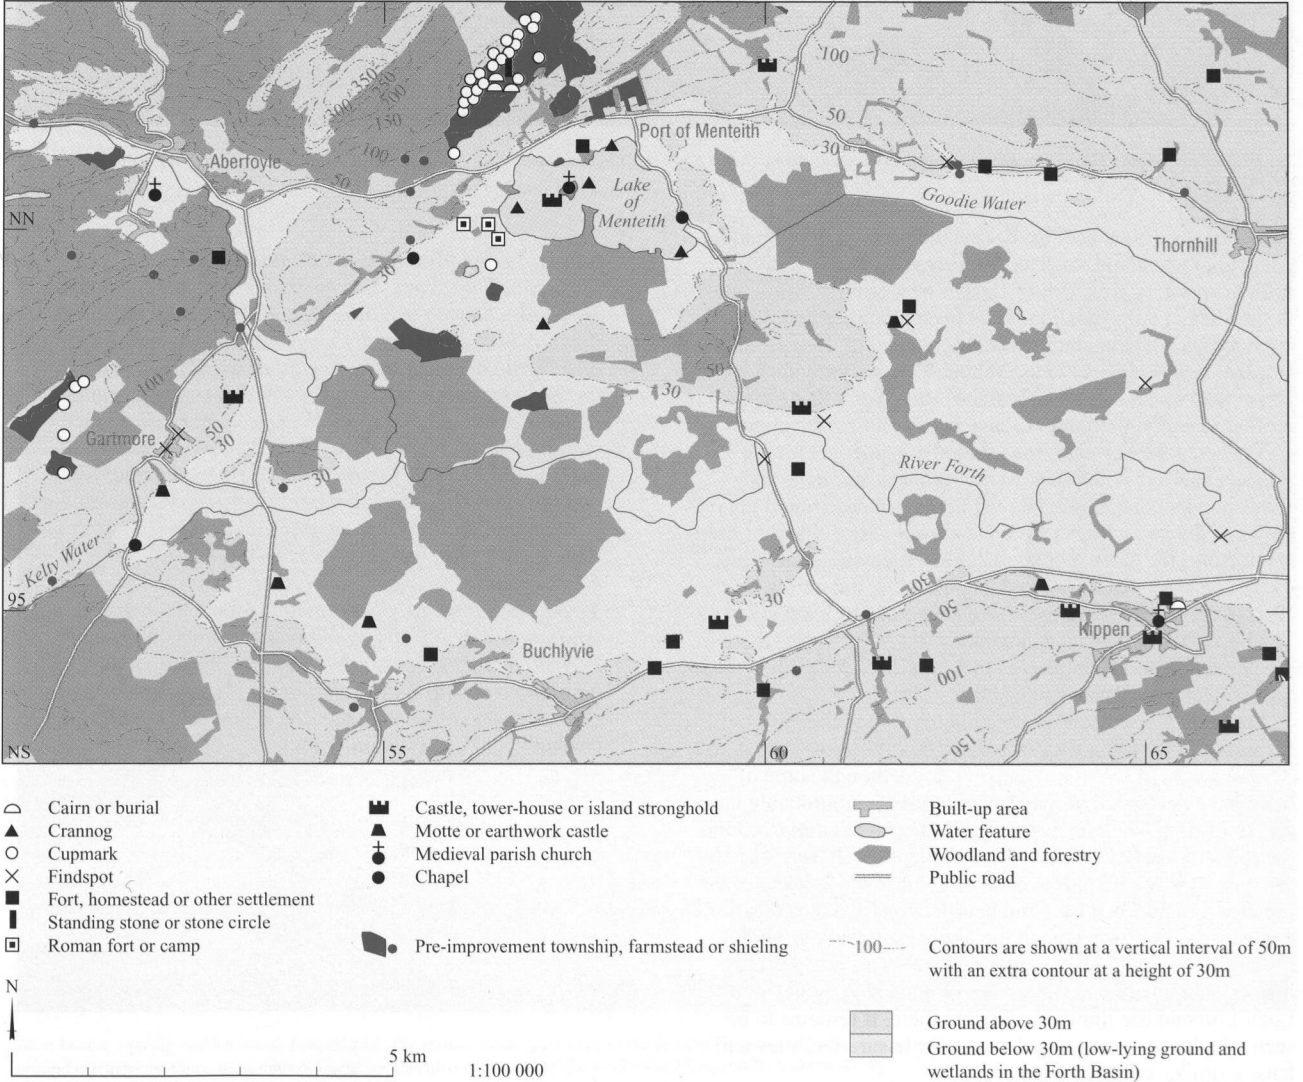 100
350
250
300
200
150
100
50
30
Port of Menteith
Aberfoyle
50
Lake
of
Menteith
Goodie Water
NN
Thornhill
30
100
50
30
50
30
Gartmore
River Forth
30
Kelty Water
30
50
95
30
Kippen
Buchlyvie
100
150
NS
55
60
65
Cairn or burial
Crannog
Cupmark
Findspot
Fort, homestead or other settlement
Standing stone or stone circle
Roman fort or camp
Castle, tower-house or island stronghold
Motte or earthwork castle
Medieval parish church
Chapel
Pre-improvement township, farmstead or shieling
Built-up area
Water feature
Woodland and forestry
Public road
100
Contours are shown at a vertical interval of 50m
with an extra contour at a height of 30m
N
Ground above 30m
Ground below 30m (low-lying ground and
wetlands in the Forth Basin)
5 km
1:100 000